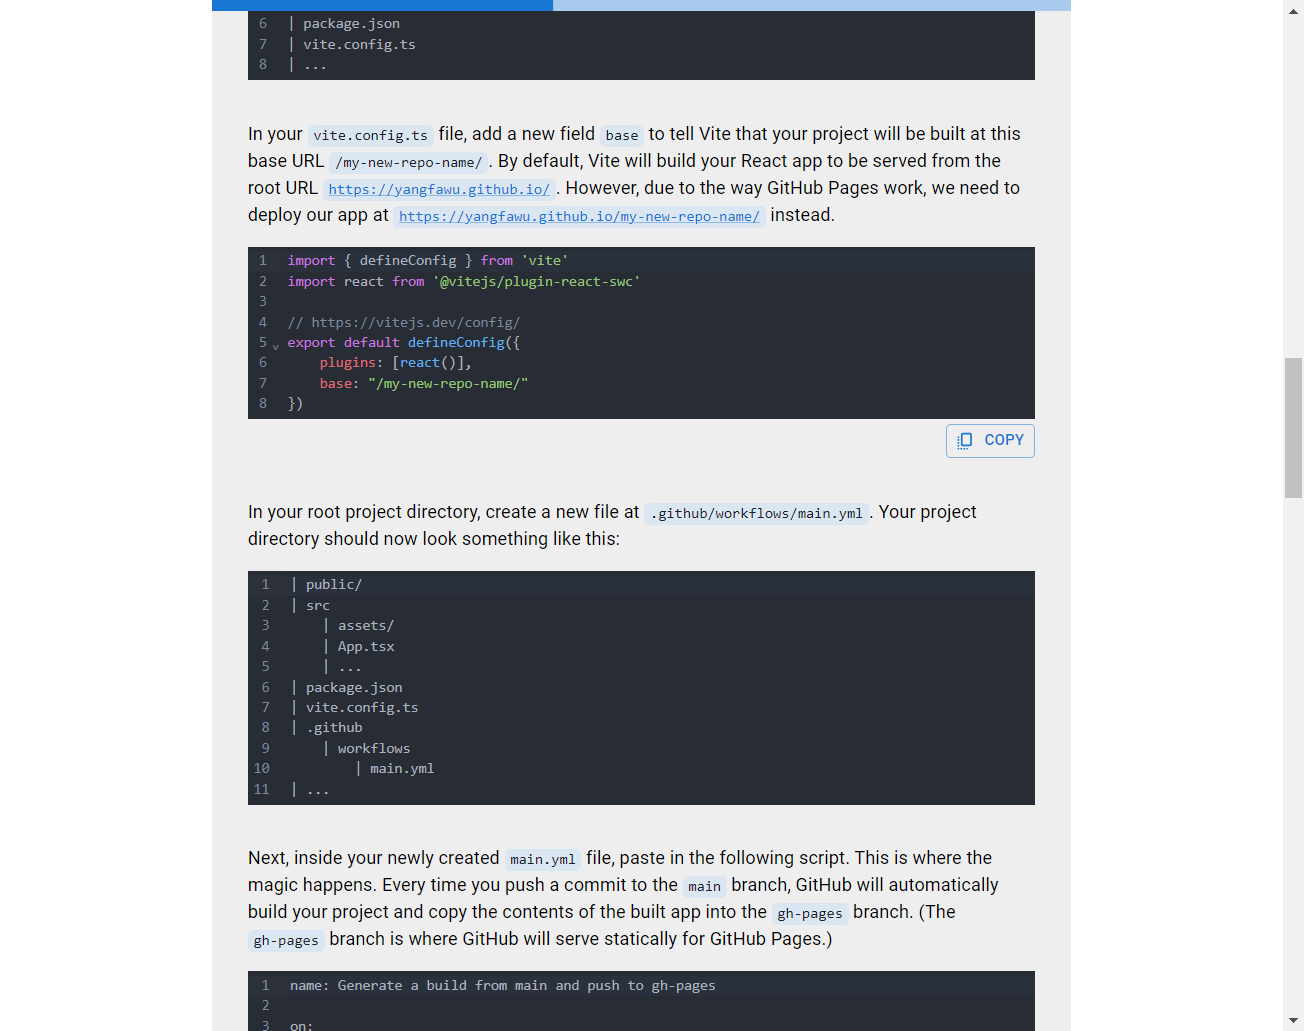 6 | package.json
7 | vite.config.ts
8 | ...
In your vite.config.ts file, add a new field base to tell Vite that your project will be built at this
base URL /my-new-repo-name/ . By default, Vite will build your React app to be served from the
root URL https://yangfawu.github.io/ . However, due to the way GitHub Pages work, we need to
deploy our app at https://yangfawu.github.io/my-new-repo-name/ instead.
1 import { defineConfig } from 'vite'
2 import react from '@vitejs/plugin-react-swc'
3
4 // https://vitejs.dev/config/
5 export default defineConfig({
6     plugins: [react()],
7     base: "/my-new-repo-name/"
8 })
COPY
In your root project directory, create a new file at .github/workflows/main.yml . Your project
directory should now look something like this:
1 | public/
2 | src
3     | assets/
4     | App.tsx
5     | ...
6 | package.json
7 | vite.config.ts
8 | .github
9     | workflows
10         | main.yml
11 | ...
Next, inside your newly created main.yml file, paste in the following script. This is where the
magic happens. Every time you push a commit to the main branch, GitHub will automatically
build your project and copy the contents of the built app into the gh-pages branch. (The
gh-pages branch is where GitHub will serve statically for GitHub Pages.)
1 name: Generate a build from main and push to gh-pages
2
3 on: